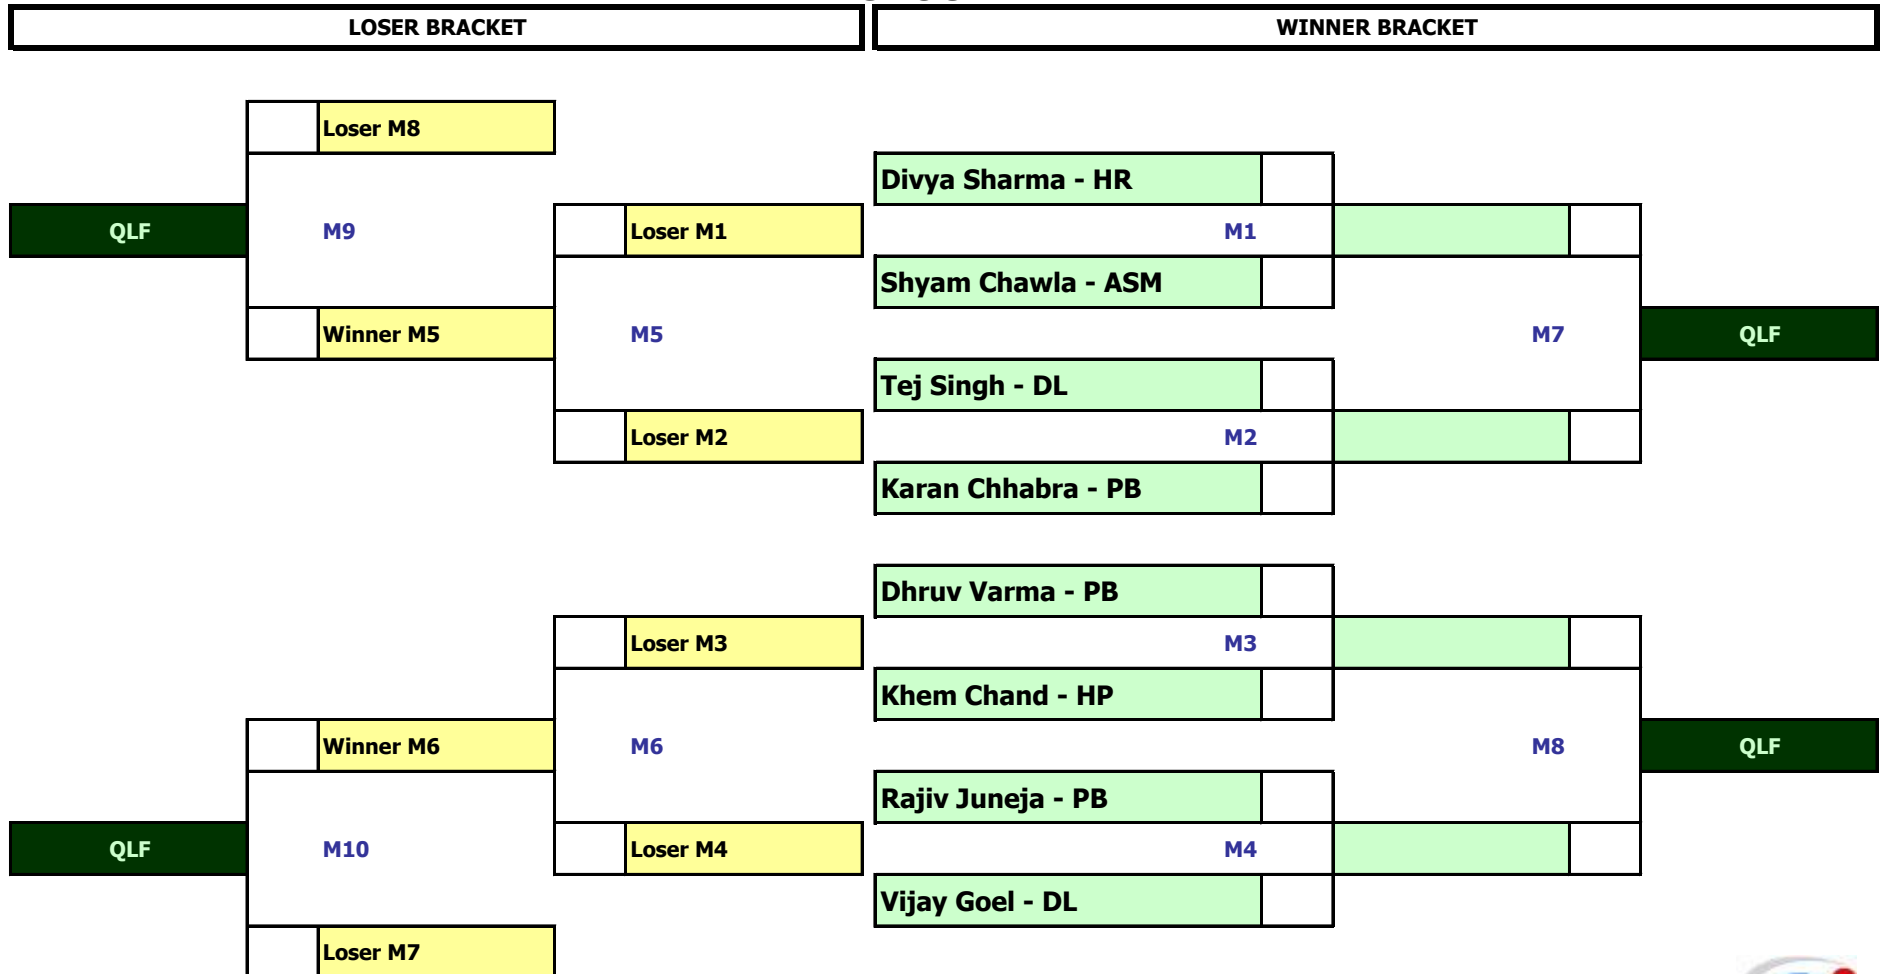 LOSER BRACKET
WINNER BRACKET
Loser M8
Divya Sharma - HR
QLF
M9
Loser M1
M1
Shyam Chawla - ASM
Winner M5
M5
M7
QLF
Tej Singh - DL
Loser M2
M2
Karan Chhabra - PB
Dhruv Varma - PB
Loser M3
M3
Khem Chand - HP
Winner M6
M6
M8
QLF
Rajiv Juneja - PB
QLF
M10
Loser M4
M4
Vijay Goel - DL
Loser M7